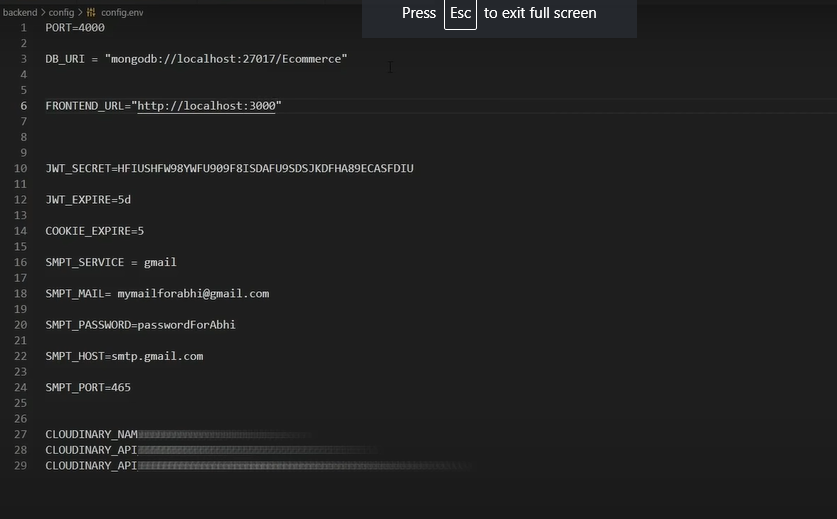 Press Esc to exit full screen
backend > config > config.env
1 PORT=4000
2
3 DB_URI = "mongodb://localhost:27017/Ecommerce"
4
5
6 FRONTEND_URL="http://localhost:3000"
7
8
9
10 JWT_SECRET=HFIUSHFW98YWFU909F8ISDAFU9SDSJKDFHA89ECASFDIU
11
12 JWT_EXPIRE=5d
13
14 COOKIE_EXPIRE=5
15
16 SMPT_SERVICE = gmail
17
18 SMPT_MAIL= mymailforabhi@gmail.com
19
20 SMPT_PASSWORD=passwordForAbhi
21
22 SMPT_HOST=smtp.gmail.com
23
24 SMPT_PORT=465
25
26
27 CLOUDINARY_NAM
28 CLOUDINARY_API
29 CLOUDINARY_API